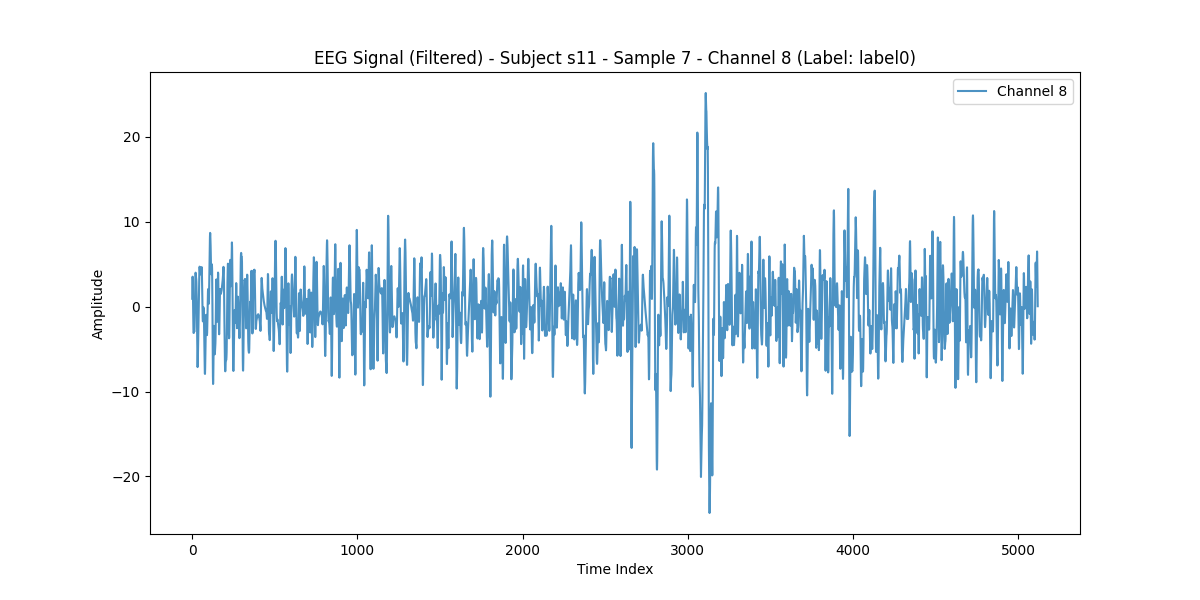 EEG Signal (Filtered) - Subject s11 - Sample 7 - Channel 8 (Label: label0)
Channel 8
Amplitude
20
10
0
−10
−20
0 1000 2000 3000 4000 5000
Time Index